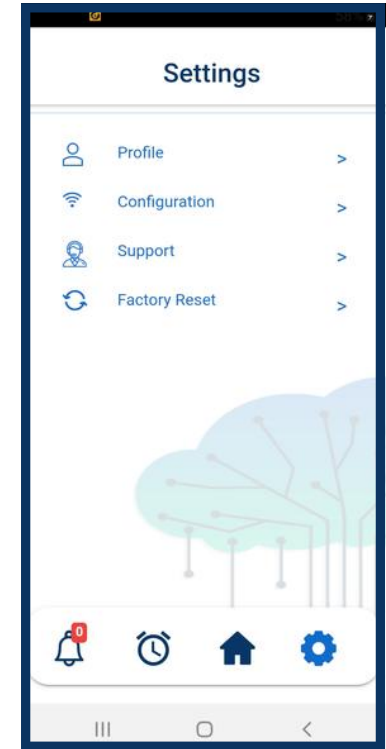 Settings
Profile >
Configuration >
Support >
Factory Reset >
0